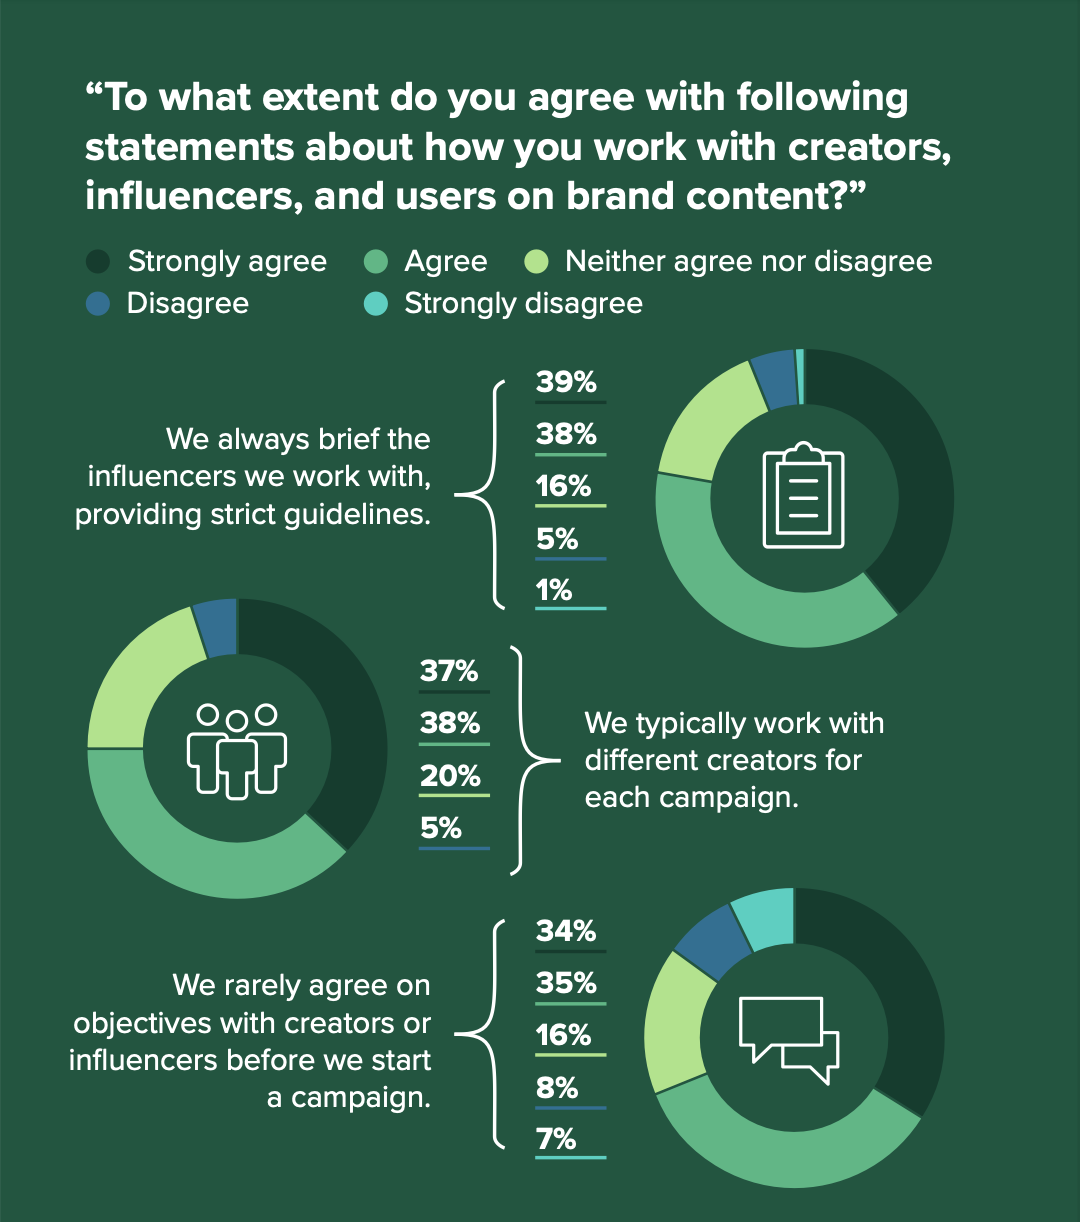 “To what extent do you agree with following
statements about how you work with creators,
influencers, and users on brand content?”
Strongly agree
Agree
Neither agree nor disagree
Disagree
Strongly disagree
We always brief the
influencers we work with,
providing strict guidelines.
39%
38%
16%
5%
1%
37%
38%
20%
5%
We typically work with
different creators for
each campaign.
We rarely agree on
objectives with creators or
influencers before we start
a campaign.
34%
35%
16%
8%
7%